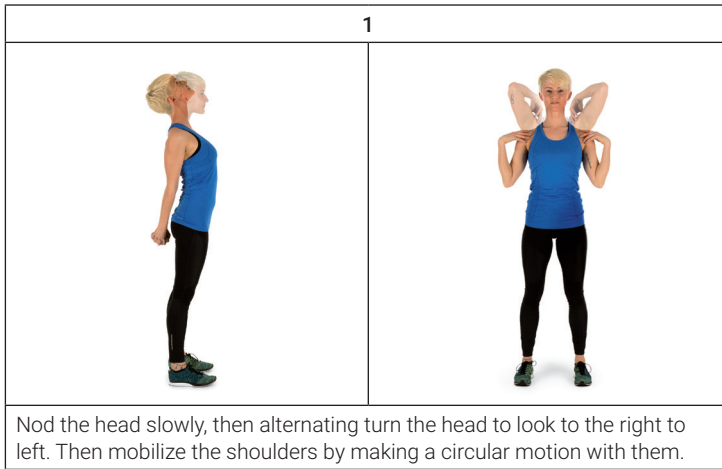 1
Nod the head slowly, then alternating turn the head to look to the right to
left. Then mobilize the shoulders by making a circular motion with them.